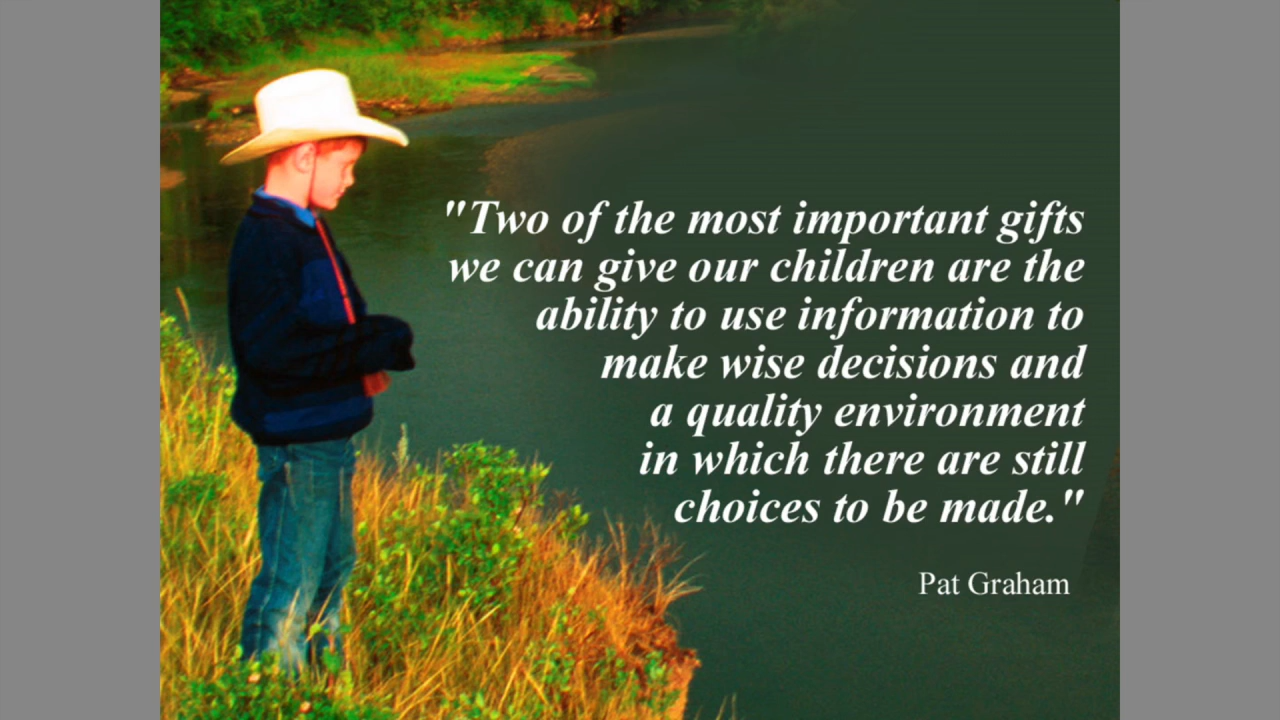 "Two of the most important gifts
we can give our children are the
ability to use information to
make wise decisions and
a quality environment
in which there are still
choices to be made."
Pat Graham